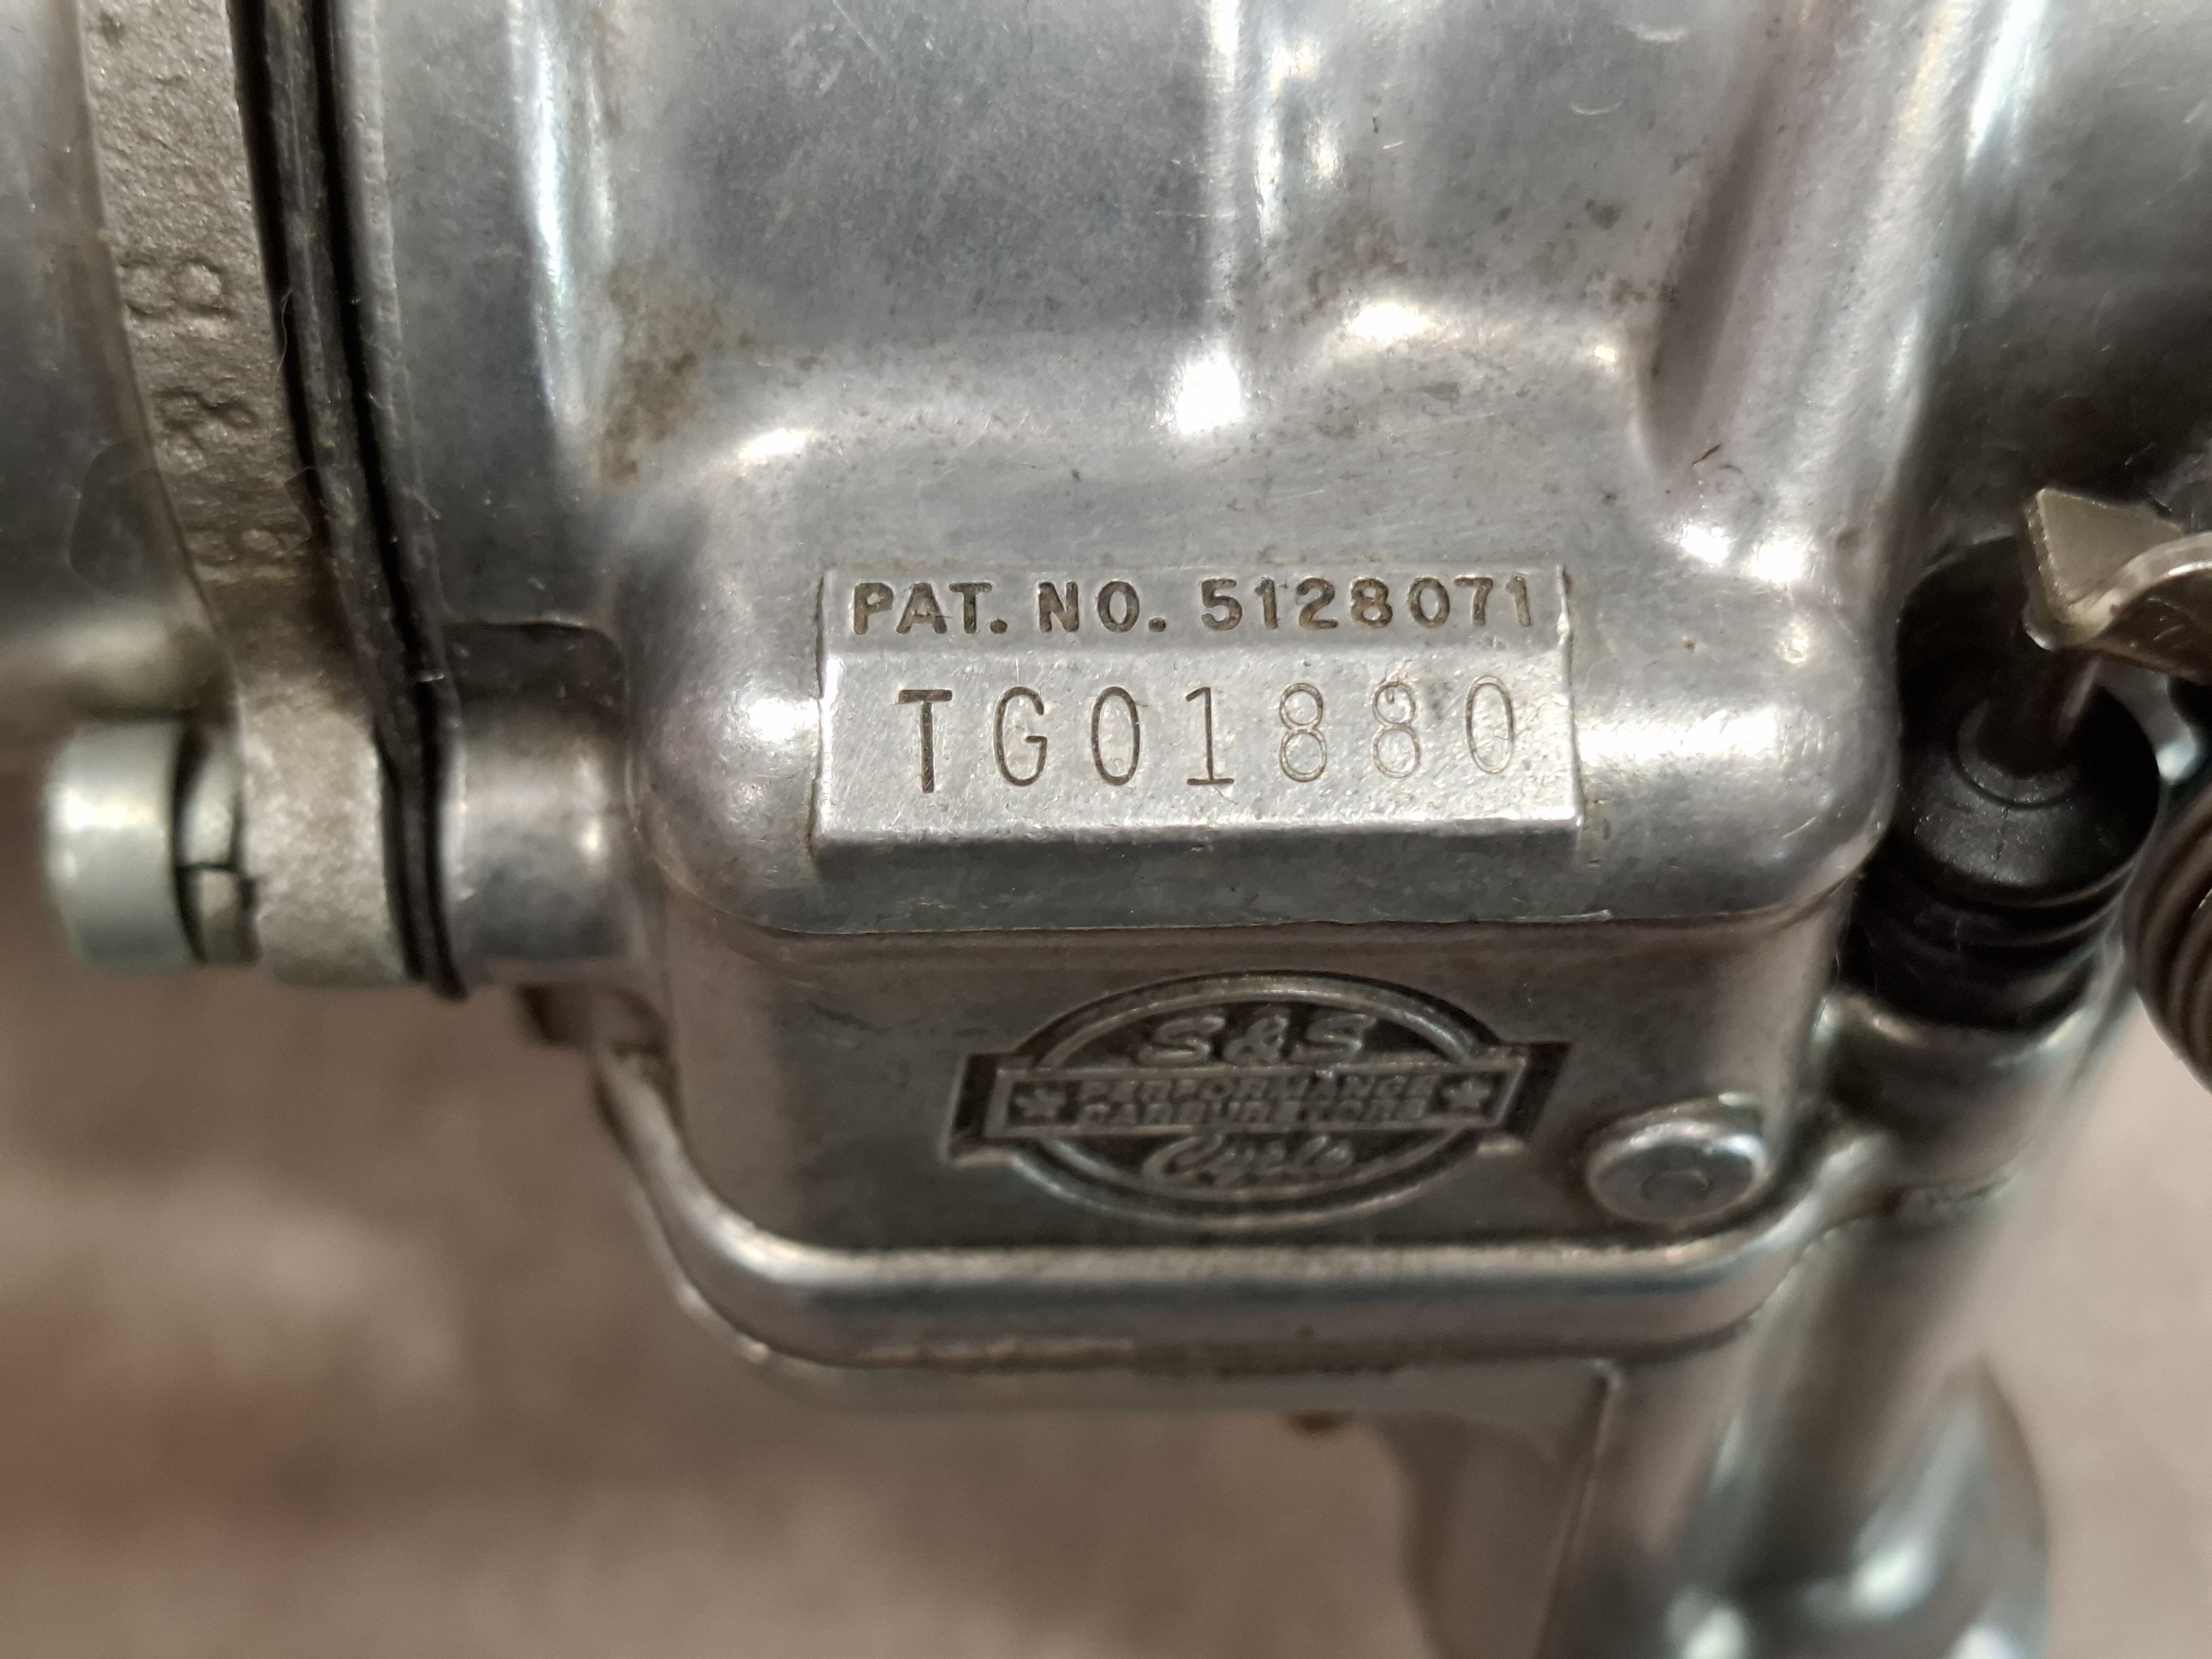 PAT. NO. 5128071
TG01880
S&S
PERFORMANCE
CARBURETORS
Cycle